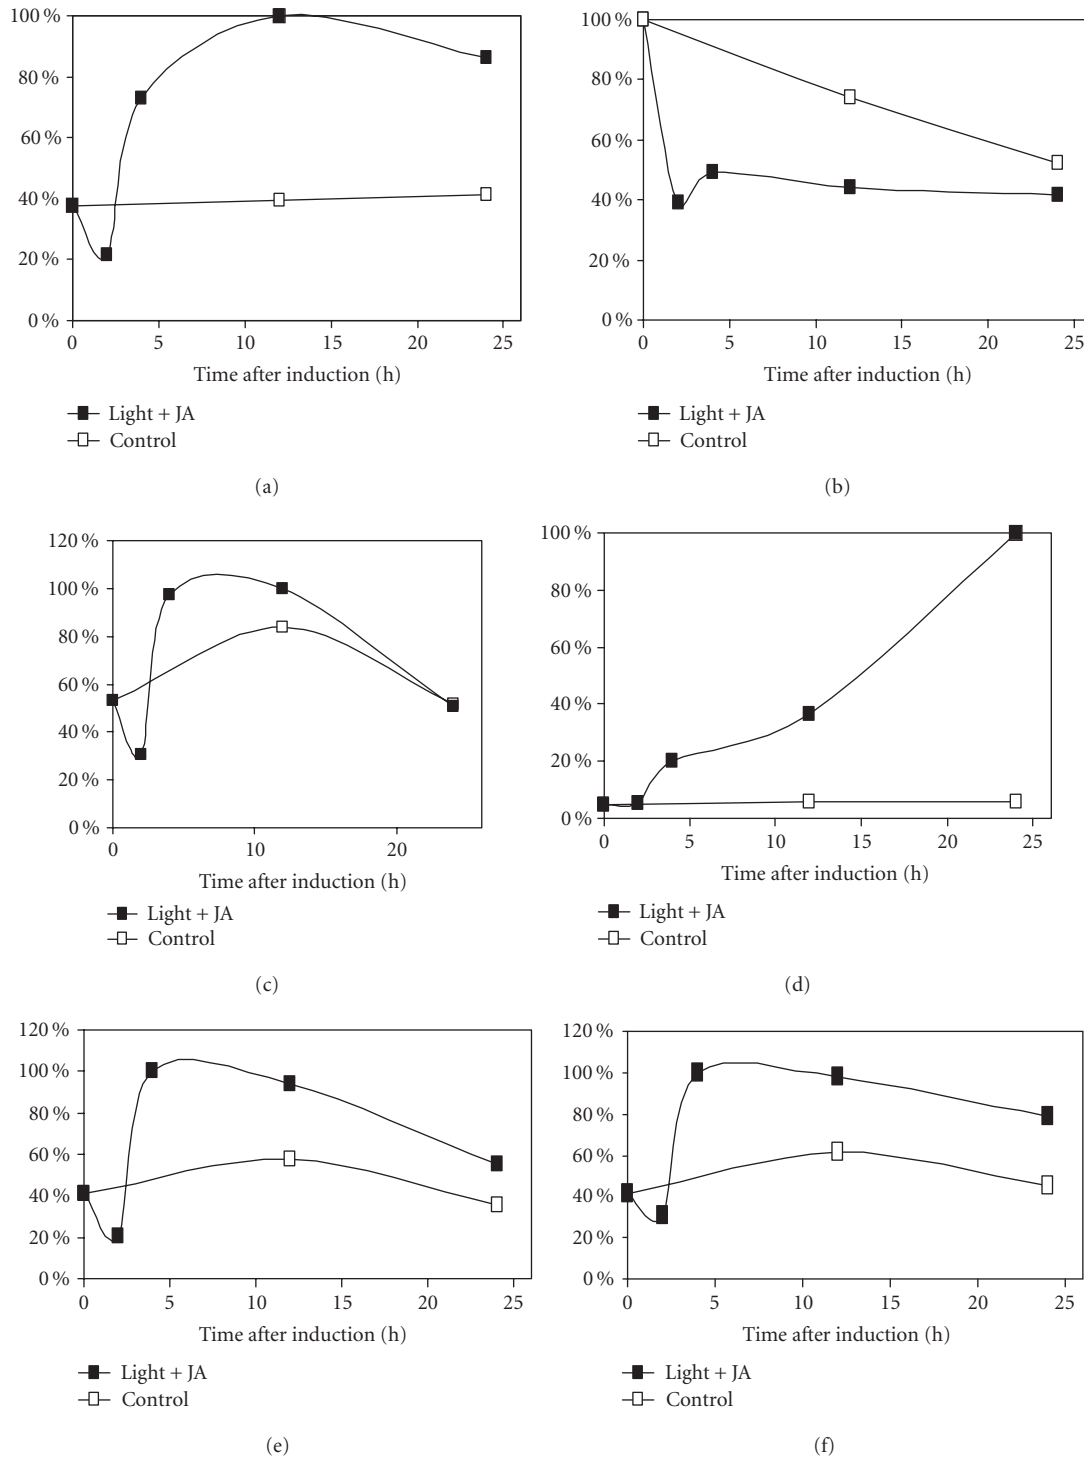 100 %
80 %
60 %
40 %
20 %
0 %
0 5 10 15 20 25
Time after induction (h)
Light + JA
Control
(a)
100 %
80 %
60 %
40 %
20 %
0 %
0 5 10 15 20 25
Time after induction (h)
Light + JA
Control
(b)
120 %
100 %
80 %
60 %
40 %
20 %
0 %
0 10 20
Time after induction (h)
Light + JA
Control
(c)
100 %
80 %
60 %
40 %
20 %
0 %
0 5 10 15 20 25
Time after induction (h)
Light + JA
Control
(d)
120 %
100 %
80 %
60 %
40 %
20 %
0 %
0 5 10 15 20 25
Time after induction (h)
Light + JA
Control
(e)
120 %
100 %
80 %
60 %
40 %
20 %
0 %
0 5 10 15 20 25
Time after induction (h)
Light + JA
Control
(f)